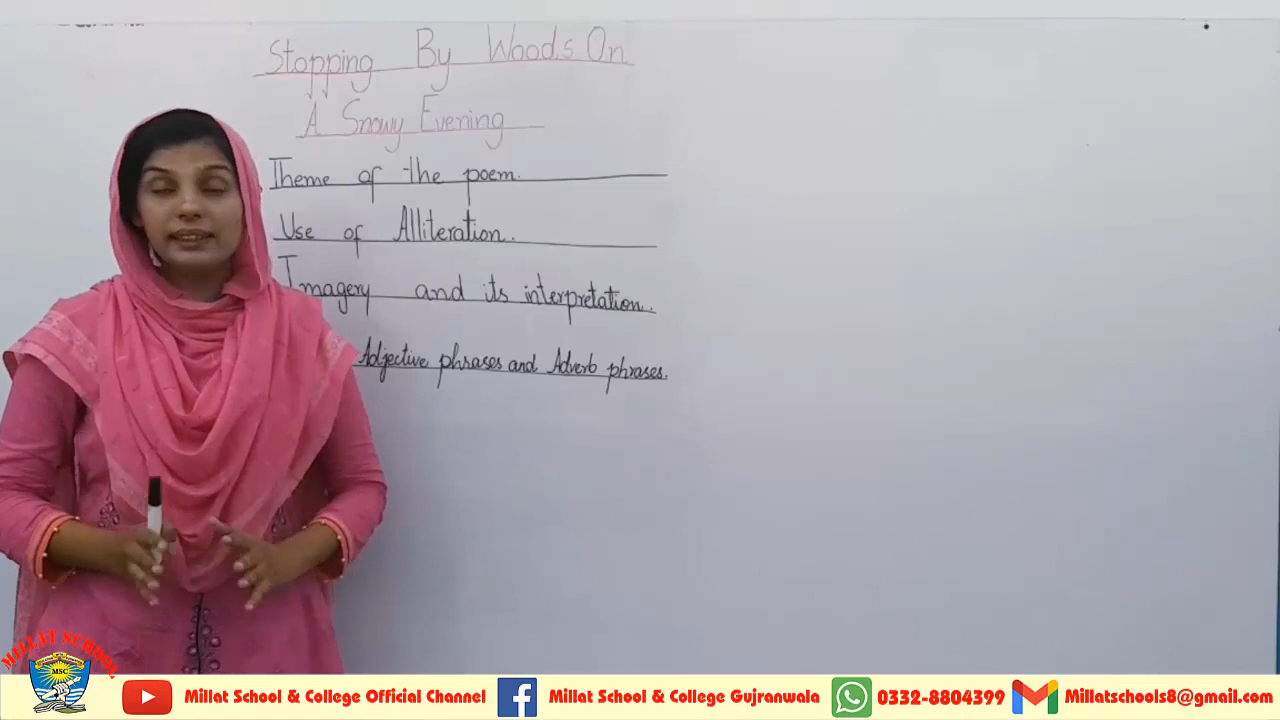 Stopping By Woods On
A Snowy Evening
Theme of the poem.
Use of Alliteration.
Imagery and its interpretation.
Adjective phrases and Adverb phrases.
MILLAT SCHOOL
MSC
Millat School & College Official Channel
Millat School & College Gujranwala
0332-8804399
Millatschools8@gmail.com